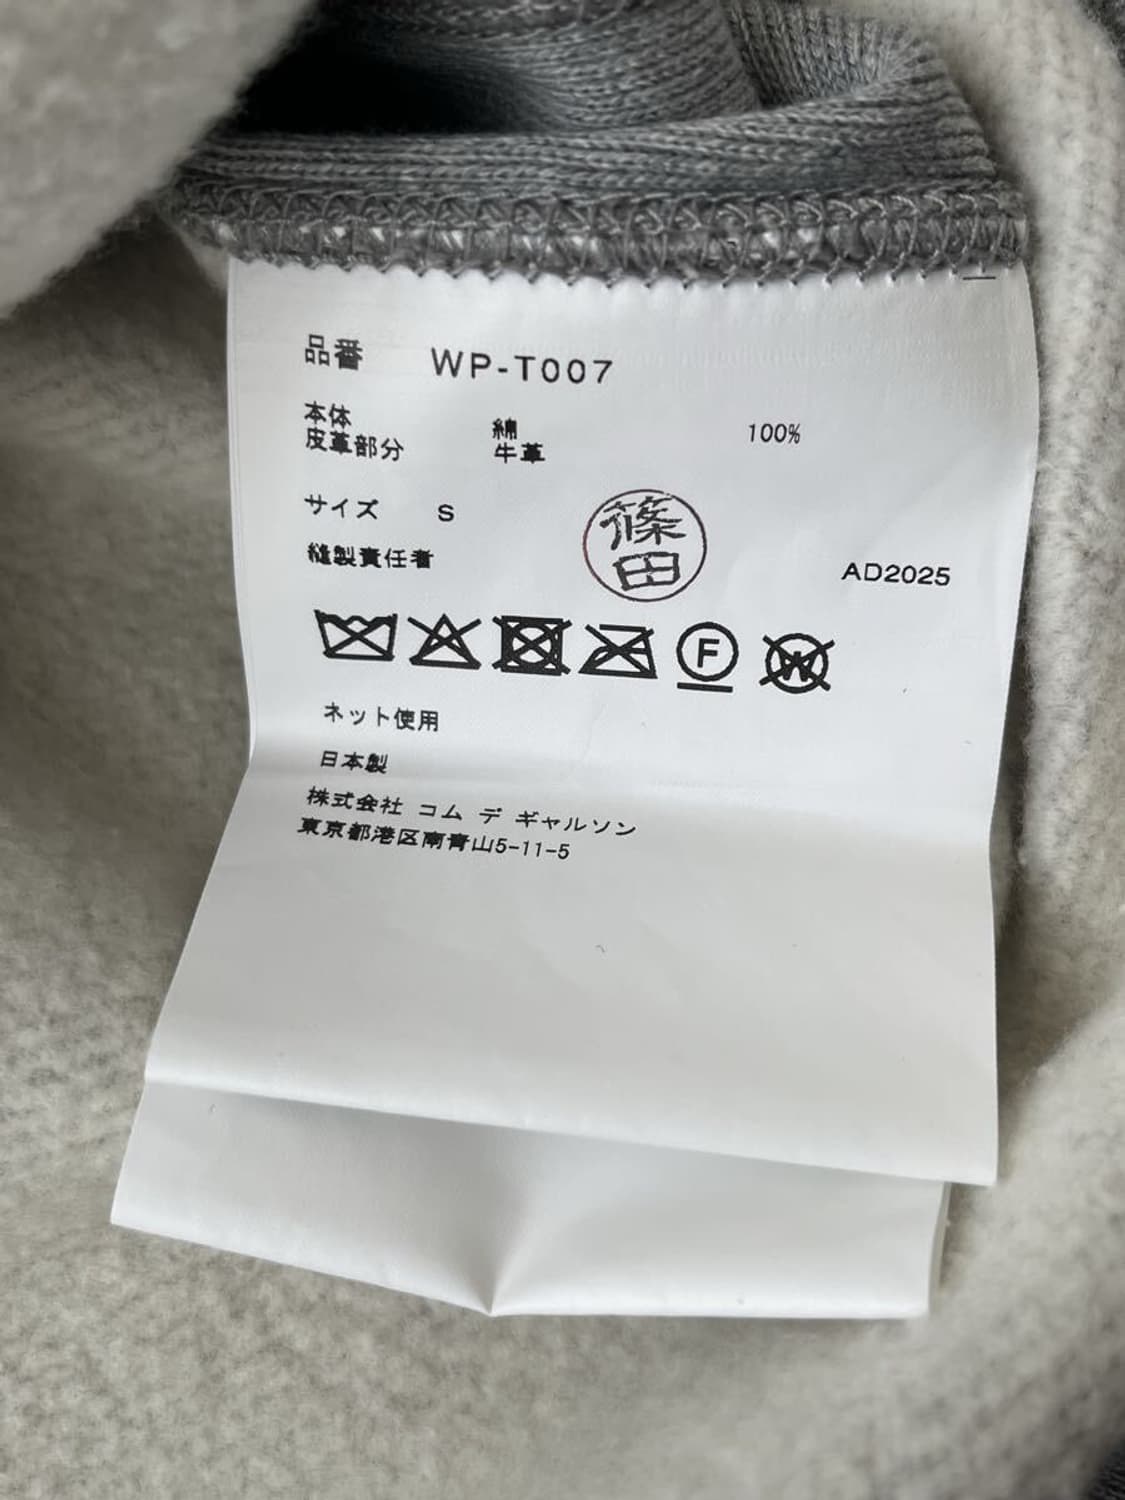 品番 WP-T007
本体 綿 100%
皮革部分 牛革
サイズ S
篠田
縫製責任者
AD2025
F
W
ネット使用
日本製
株式会社 コム デ ギャルソン
東京都港区南青山5-11-5